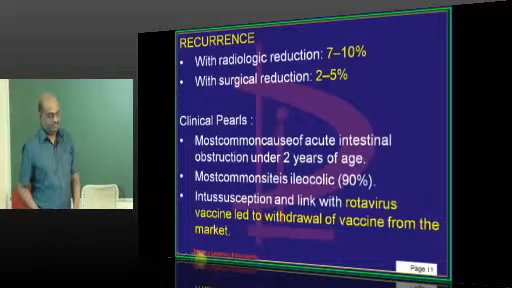 RECURRENCE
• With radiologic reduction: 7–10%
• With surgical reduction: 2–5%
Clinical Pearls :
• Mostcommoncauseof acute intestinal
obstruction under 2 years of age.
• Mostcommonsiteis ileocolic (90%).
• Intussusception and link with rotavirus
vaccine led to withdrawal of vaccine from the
market.
Page 11